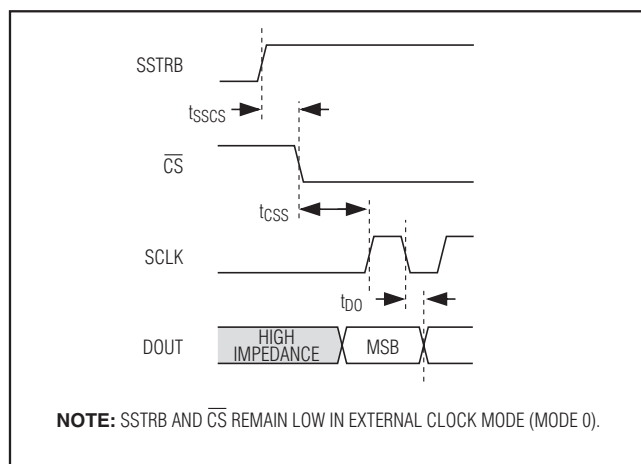 SSTRB
tSSCS
CS
tCSS
SCLK
tDO
DOUT
HIGH
IMPEDANCE
MSB
NOTE: SSTRB AND CS REMAIN LOW IN EXTERNAL CLOCK MODE (MODE 0).